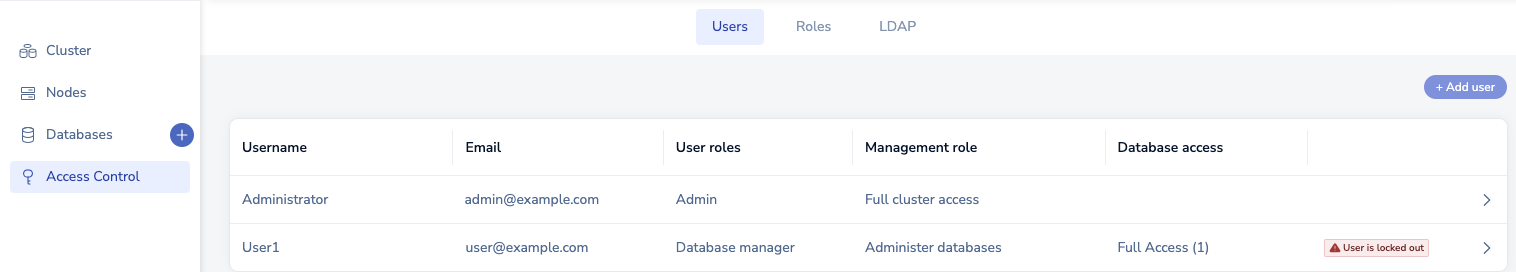 Users Roles LDAP
Cluster
Nodes
Databases
Access Control
+ Add user
Username Email User roles Management role Database access
Administrator admin@example.com Admin Full cluster access
User1 user@example.com Database manager Administer databases Full Access (1) User is locked out